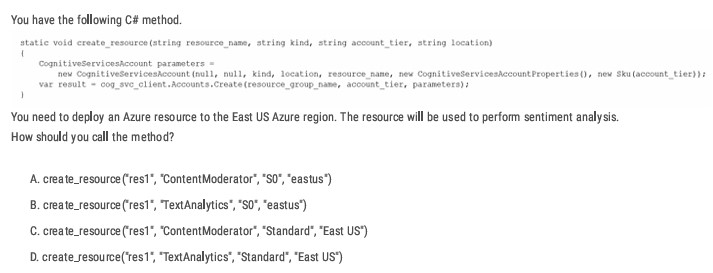 You have the following C# method.
static void create_resource(string resource_name, string kind, string account_tier, string location)
{
CognitiveServicesAccount parameters =
new CognitiveServicesAccount(null, null, kind, location, resource_name, new CognitiveServicesAccountProperties(), new Sku(account_tier));
var result = cog_svc_client.Accounts.Create(resource_group_name, account_tier, parameters);
}
You need to deploy an Azure resource to the East US Azure region. The resource will be used to perform sentiment analysis.
How should you call the method?
A. create_resource("res1", "ContentModerator", "S0", "eastus")
B. create_resource("res1", "TextAnalytics", "S0", "eastus")
C. create_resource("res1", "ContentModerator", "Standard", "East US")
D. create_resource("res1", "TextAnalytics", "Standard", "East US")